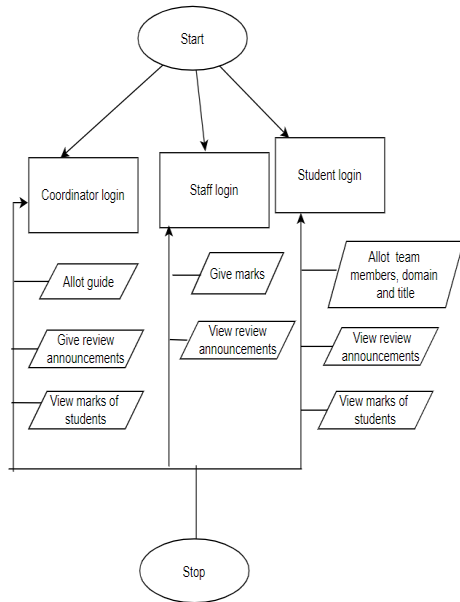 Start
Coordinator login
Staff login
Student login
Allot guide
Give review
announcements
View marks of
students
Give marks
View review
announcements
Allot team
members, domain
and title
View review
announcements
View marks of
students
Stop